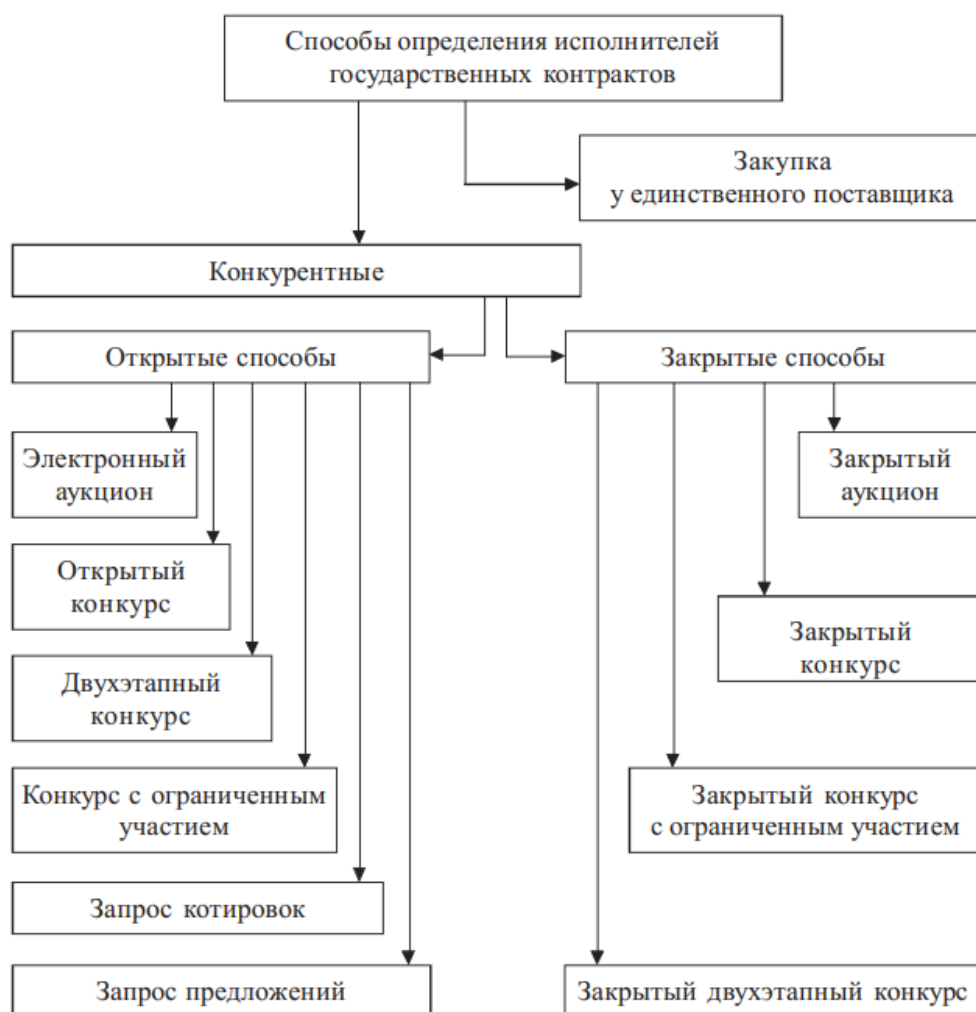 Способы определения исполнителей
государственных контрактов
Закупка
у единственного поставщика
Конкурентные
Открытые способы
Закрытые способы
Электронный
аукцион
Закрытый
аукцион
Открытый
конкурс
Закрытый
конкурс
Двухэтапный
конкурс
Конкурс с ограниченным
участием
Закрытый конкурс
с ограниченным участием
Запрос котировок
Запрос предложений
Закрытый двухэтапный конкурс